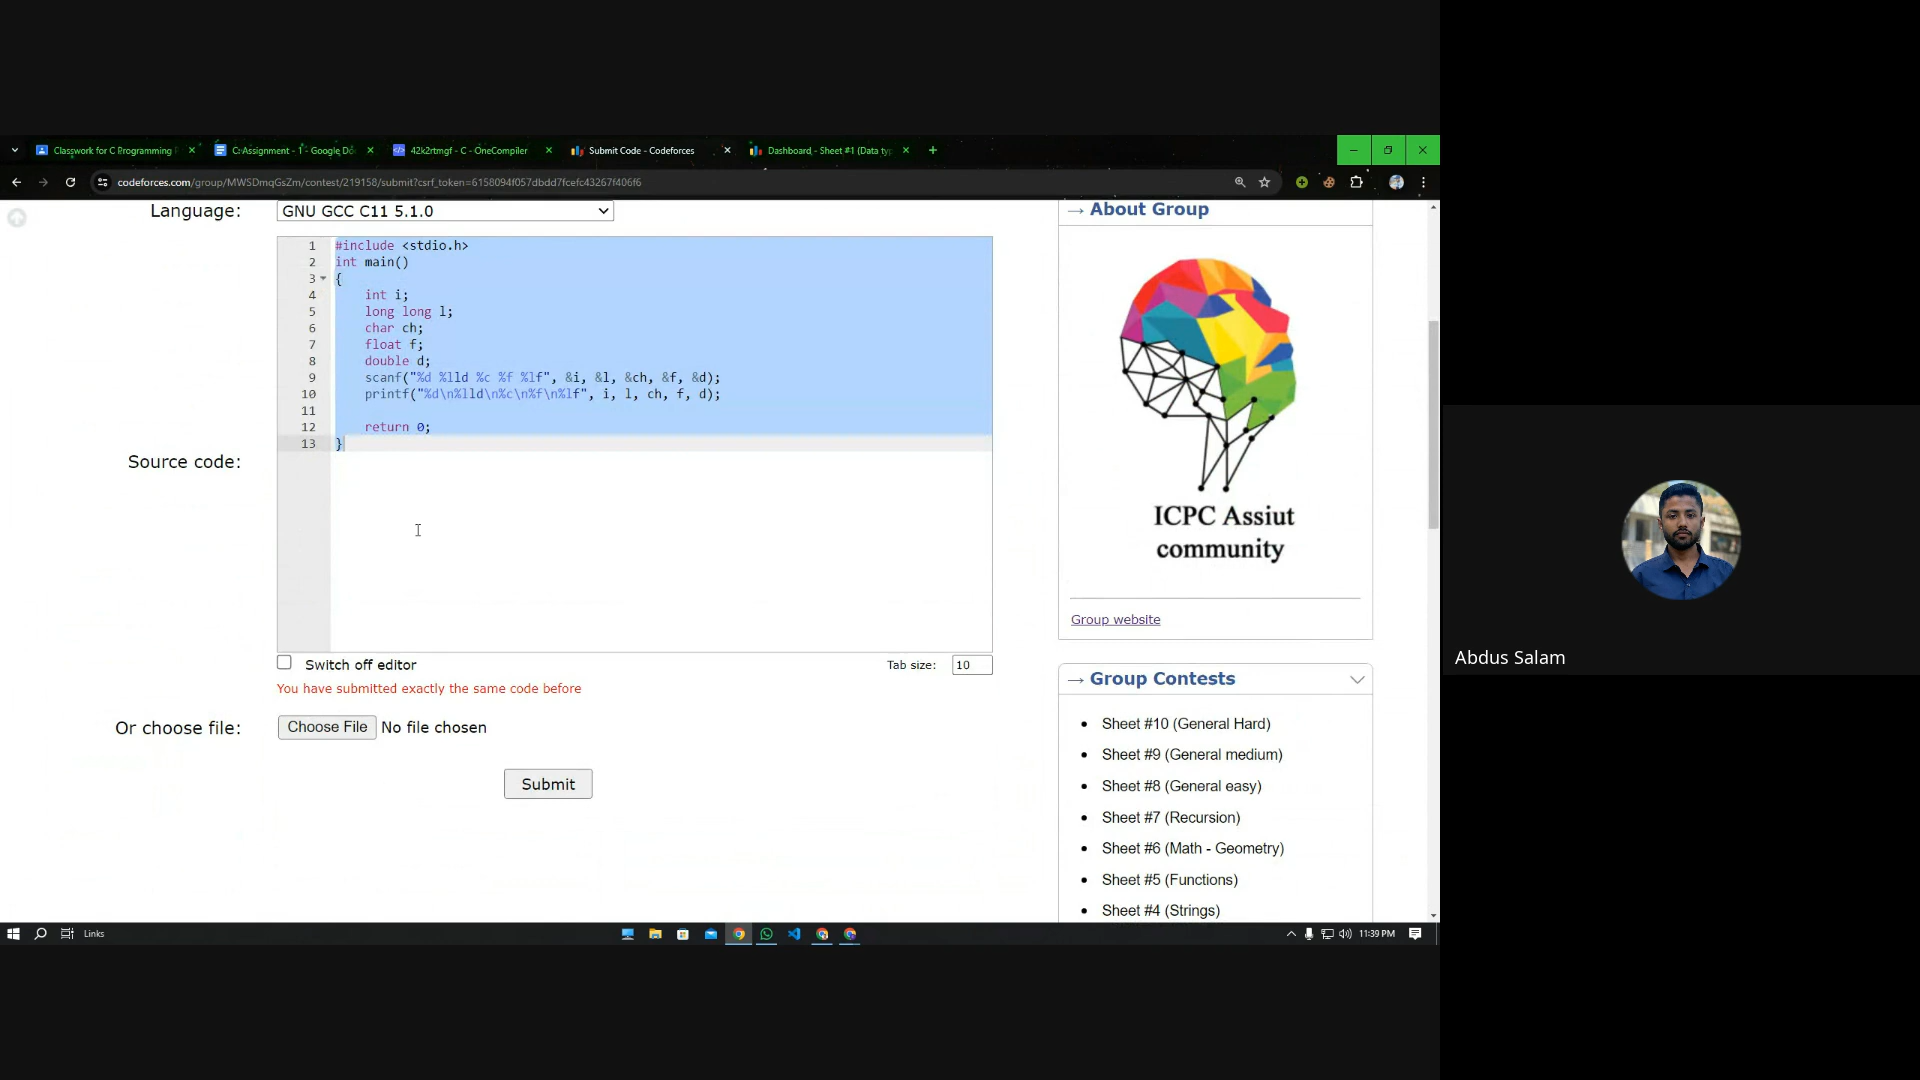 Classwork for C Programming
C Assignment - 1 - Google Do
42k2rtmgf - C - OneCompiler
Submit Code - Codeforces
Dashboard - Sheet #1 (Data ty
codeforces.com/group/MWSDmqGsZm/contest/219158/submit?csrf_token=6158094f057dbdd7fcefc43267f406f6
Language:
GNU GCC C11 5.1.0
1 #include <stdio.h>
2 int main()
3 {
4 int i;
5 long long l;
6 char ch;
7 float f;
8 double d;
9 scanf("%d %lld %c %f %lf", &i, &l, &ch, &f, &d);
10 printf("%d\n%lld\n%c\n%f\n%lf", i, l, ch, f, d);
11
12 return 0;
13 }
Source code:
Switch off editor
Tab size: 10
You have submitted exactly the same code before
Or choose file:
Choose File No file chosen
Submit
→ About Group
ICPC Assiut
community
Group website
→ Group Contests
Sheet #10 (General Hard)
Sheet #9 (General medium)
Sheet #8 (General easy)
Sheet #7 (Recursion)
Sheet #6 (Math - Geometry)
Sheet #5 (Functions)
Sheet #4 (Strings)
Abdus Salam
Links
11:39 PM